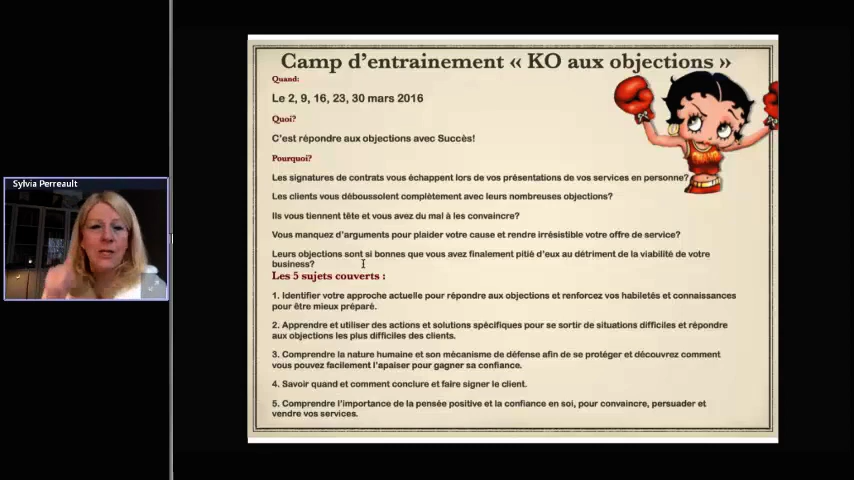 Sylvia Perreault
Camp d'entrainement « KO aux objections »
Quand:
Le 2, 9, 16, 23, 30 mars 2016
Quoi?
C'est répondre aux objections avec Succès!
Pourquoi?
Les signatures de contrats vous échappent lors de vos présentations de vos services en personne?
Les clients vous déboussolent complètement avec leurs nombreuses objections?
Ils vous tiennent tête et vous avez du mal à les convaincre?
Vous manquez d'arguments pour plaider votre cause et rendre irrésistible votre offre de service?
Leurs objections sont si bonnes que vous avez finalement pitié d'eux au détriment de la viabilité de votre
business?
Les 5 sujets couverts :
1. Identifier votre approche actuelle pour répondre aux objections et renforcez vos habiletés et connaissances
pour être mieux préparé.
2. Apprendre et utiliser des actions et solutions spécifiques pour se sortir de situations difficiles et répondre
aux objections les plus difficiles des clients.
3. Comprendre la nature humaine et son mécanisme de défense afin de se protéger et découvrez comment
vous pouvez facilement l'apaiser pour gagner sa confiance.
4. Savoir quand et comment conclure et faire signer le client.
5. Comprendre l'importance de la pensée positive et la confiance en soi, pour convaincre, persuader et
vendre vos services.